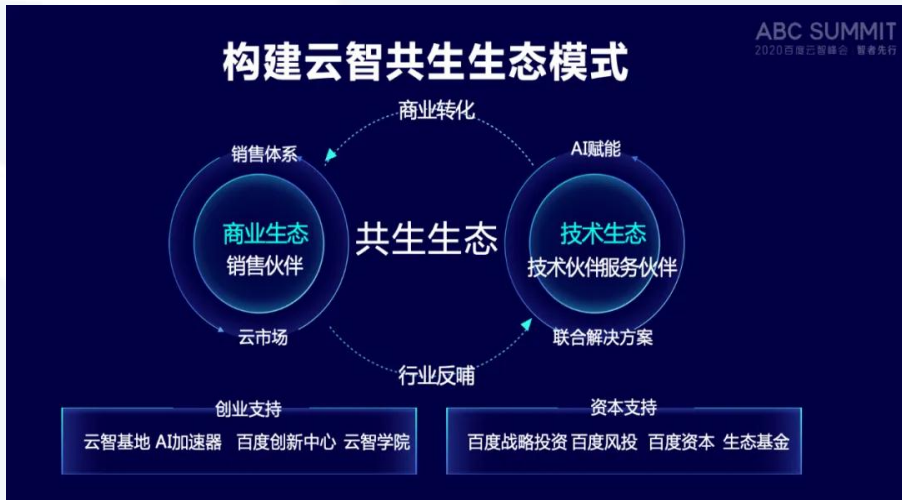 ABC SUMMIT
2020百度云智峰会 智者先行
构建云智共生生态模式
商业转化
销售体系
AI赋能
商业生态
销售伙伴
共生生态
技术生态
技术伙伴服务伙伴
云市场
联合解决方案
行业反哺
创业支持
云智基地 AI加速器 百度创新中心 云智学院
资本支持
百度战略投资 百度风投 百度资本 生态基金